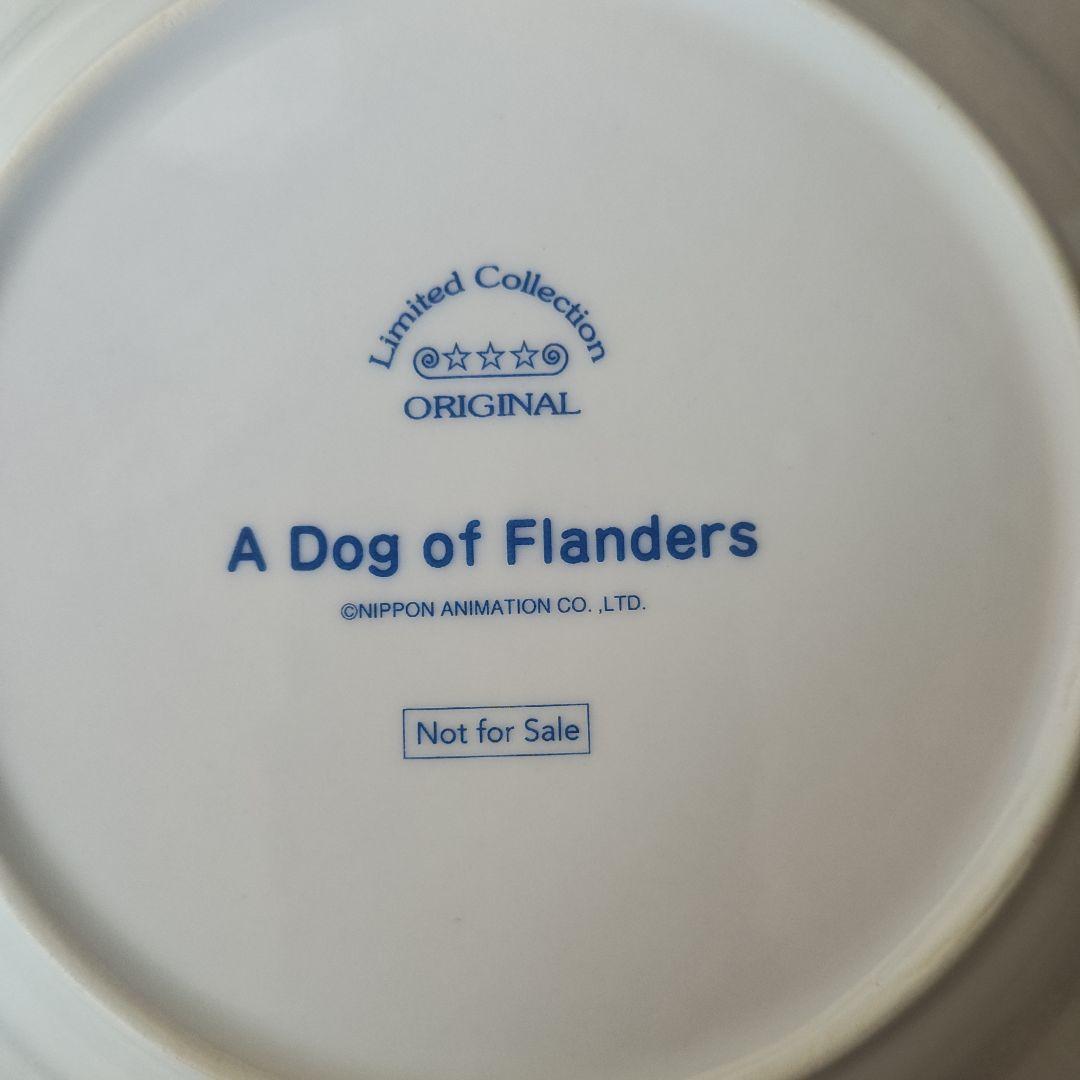 Limited Collection
ORIGINAL
A Dog of Flanders
©NIPPON ANIMATION CO. ,LTD.
Not for Sale